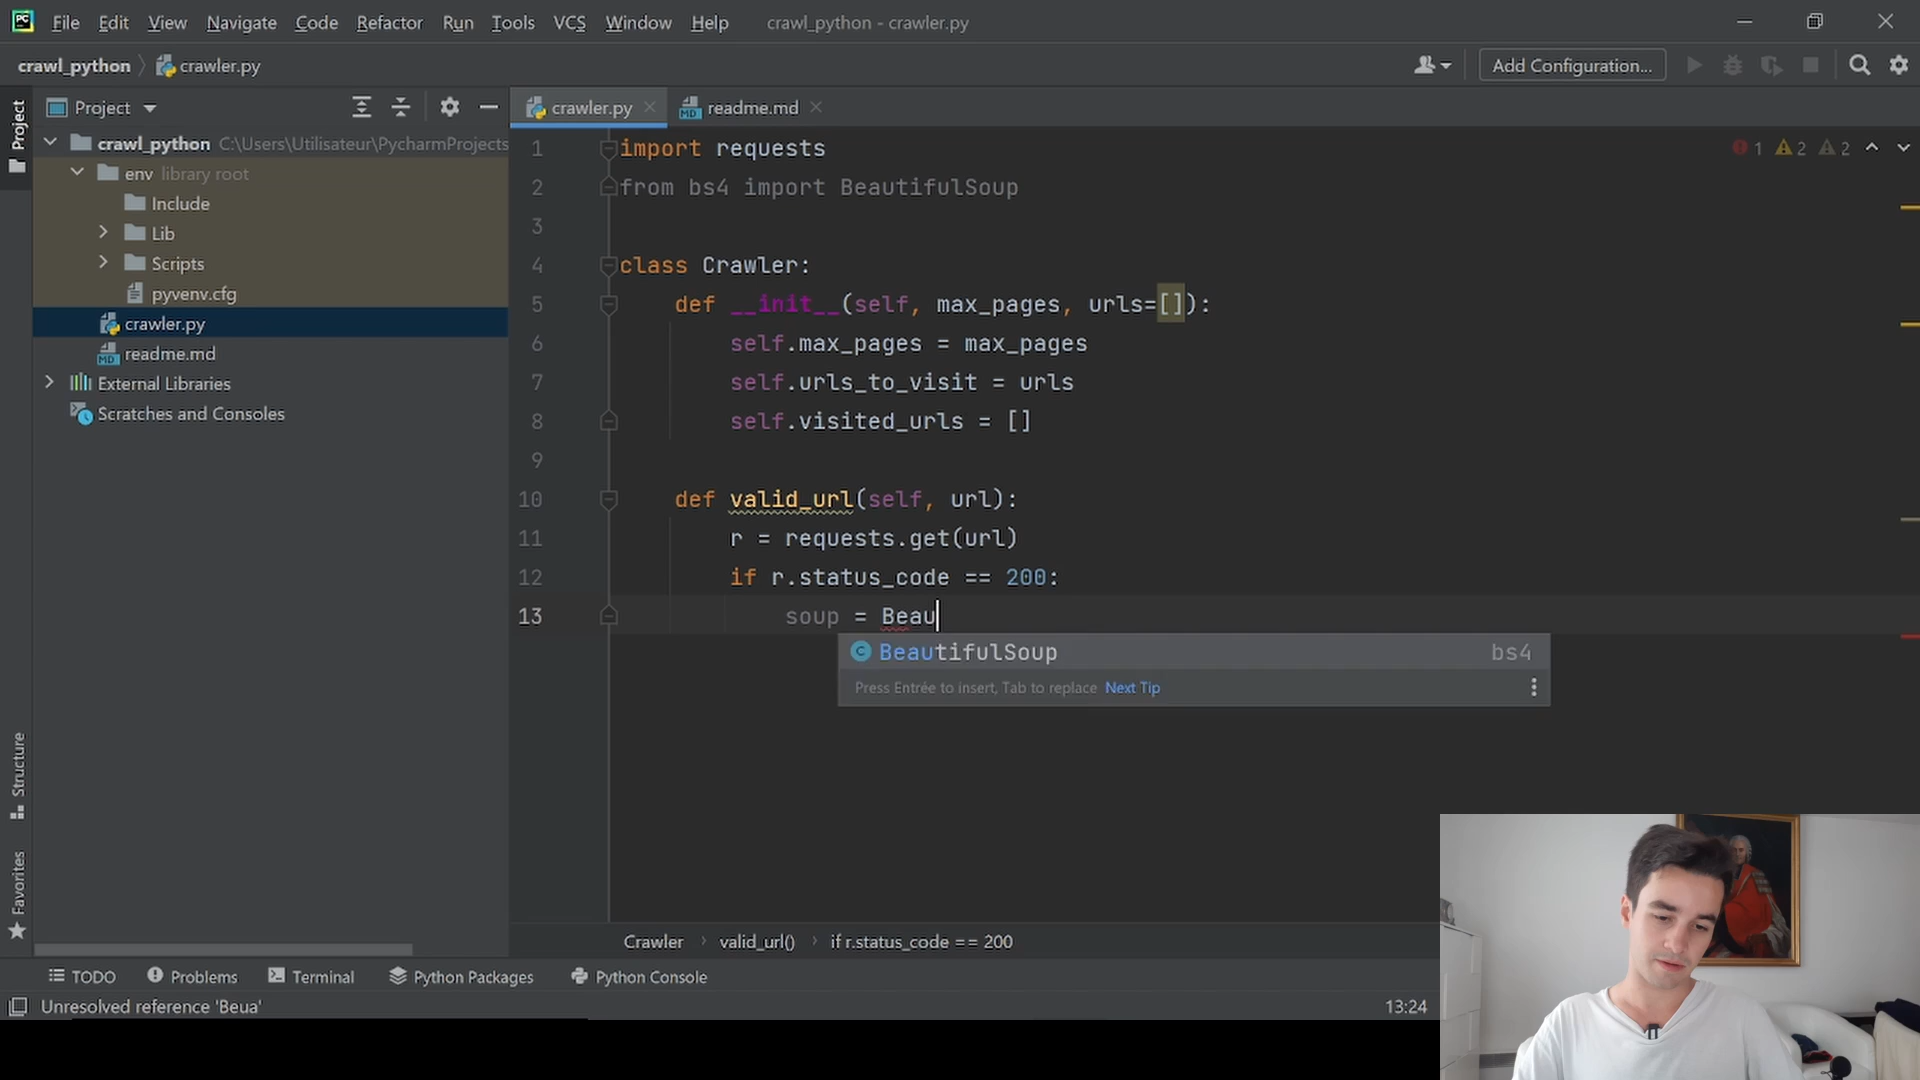 File Edit View Navigate Code Refactor Run Tools VCS Window Help crawl_python - crawler.py
crawl_python crawler.py Add Configuration...
Project
Project
crawl_python C:\Users\Utilisateur\PycharmProjects
env library root
Include
Lib
Scripts
pyvenv.cfg
crawler.py
readme.md
External Libraries
Scratches and Consoles
crawler.py readme.md
1 2 2
1 import requests
2 from bs4 import BeautifulSoup
3
4 class Crawler:
5 def __init__(self, max_pages, urls=[]):
6 self.max_pages = max_pages
7 self.urls_to_visit = urls
8 self.visited_urls = []
9
10 def valid_url(self, url):
11 r = requests.get(url)
12 if r.status_code == 200:
13 soup = Beau
BeautifulSoup bs4
Press Entrée to insert, Tab to replace Next Tip
Structure
Favorites
Crawler valid_url() if r.status_code == 200
TODO Problems Terminal Python Packages Python Console
Unresolved reference 'Beua' 13:24